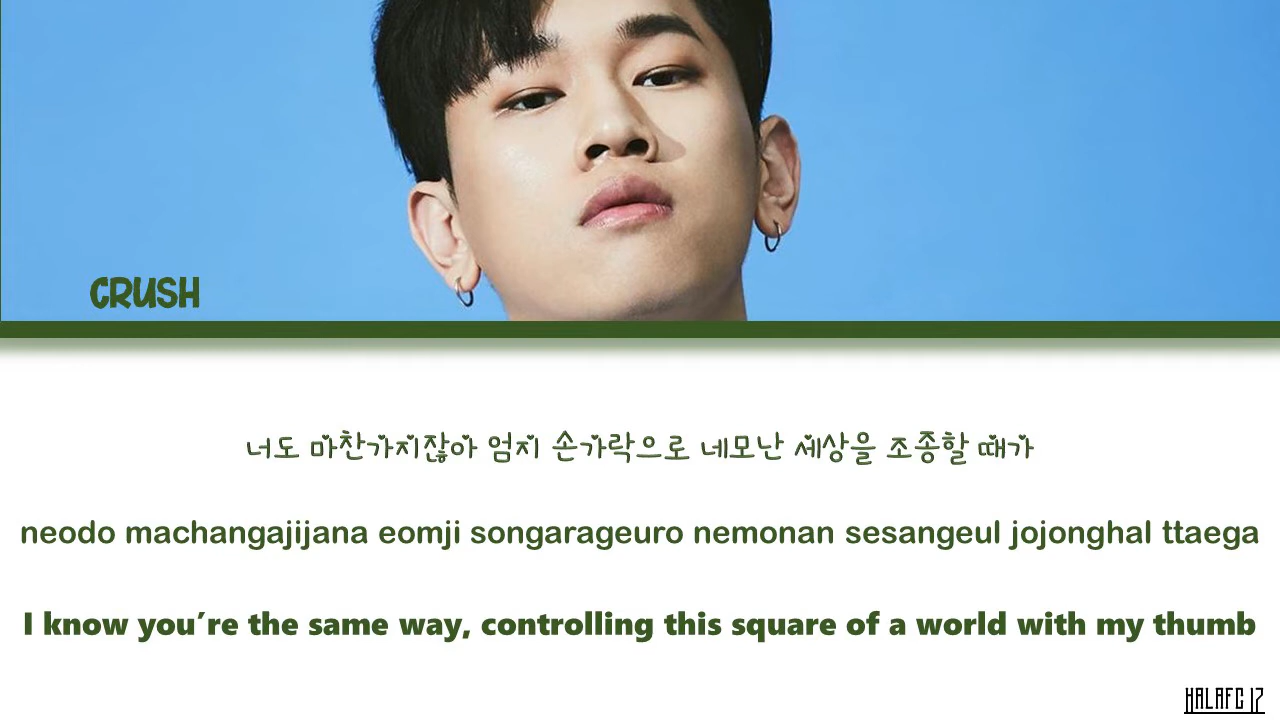 CRUSH
너도 마찬가지잖아 엄지 손가락으로 네모난 세상을 조종할 때가
neodo machangajijana eomji songarageuro nemonan sesangeul jojonghal ttaega
I know you’re the same way, controlling this square of a world with my thumb
HALAFC 17